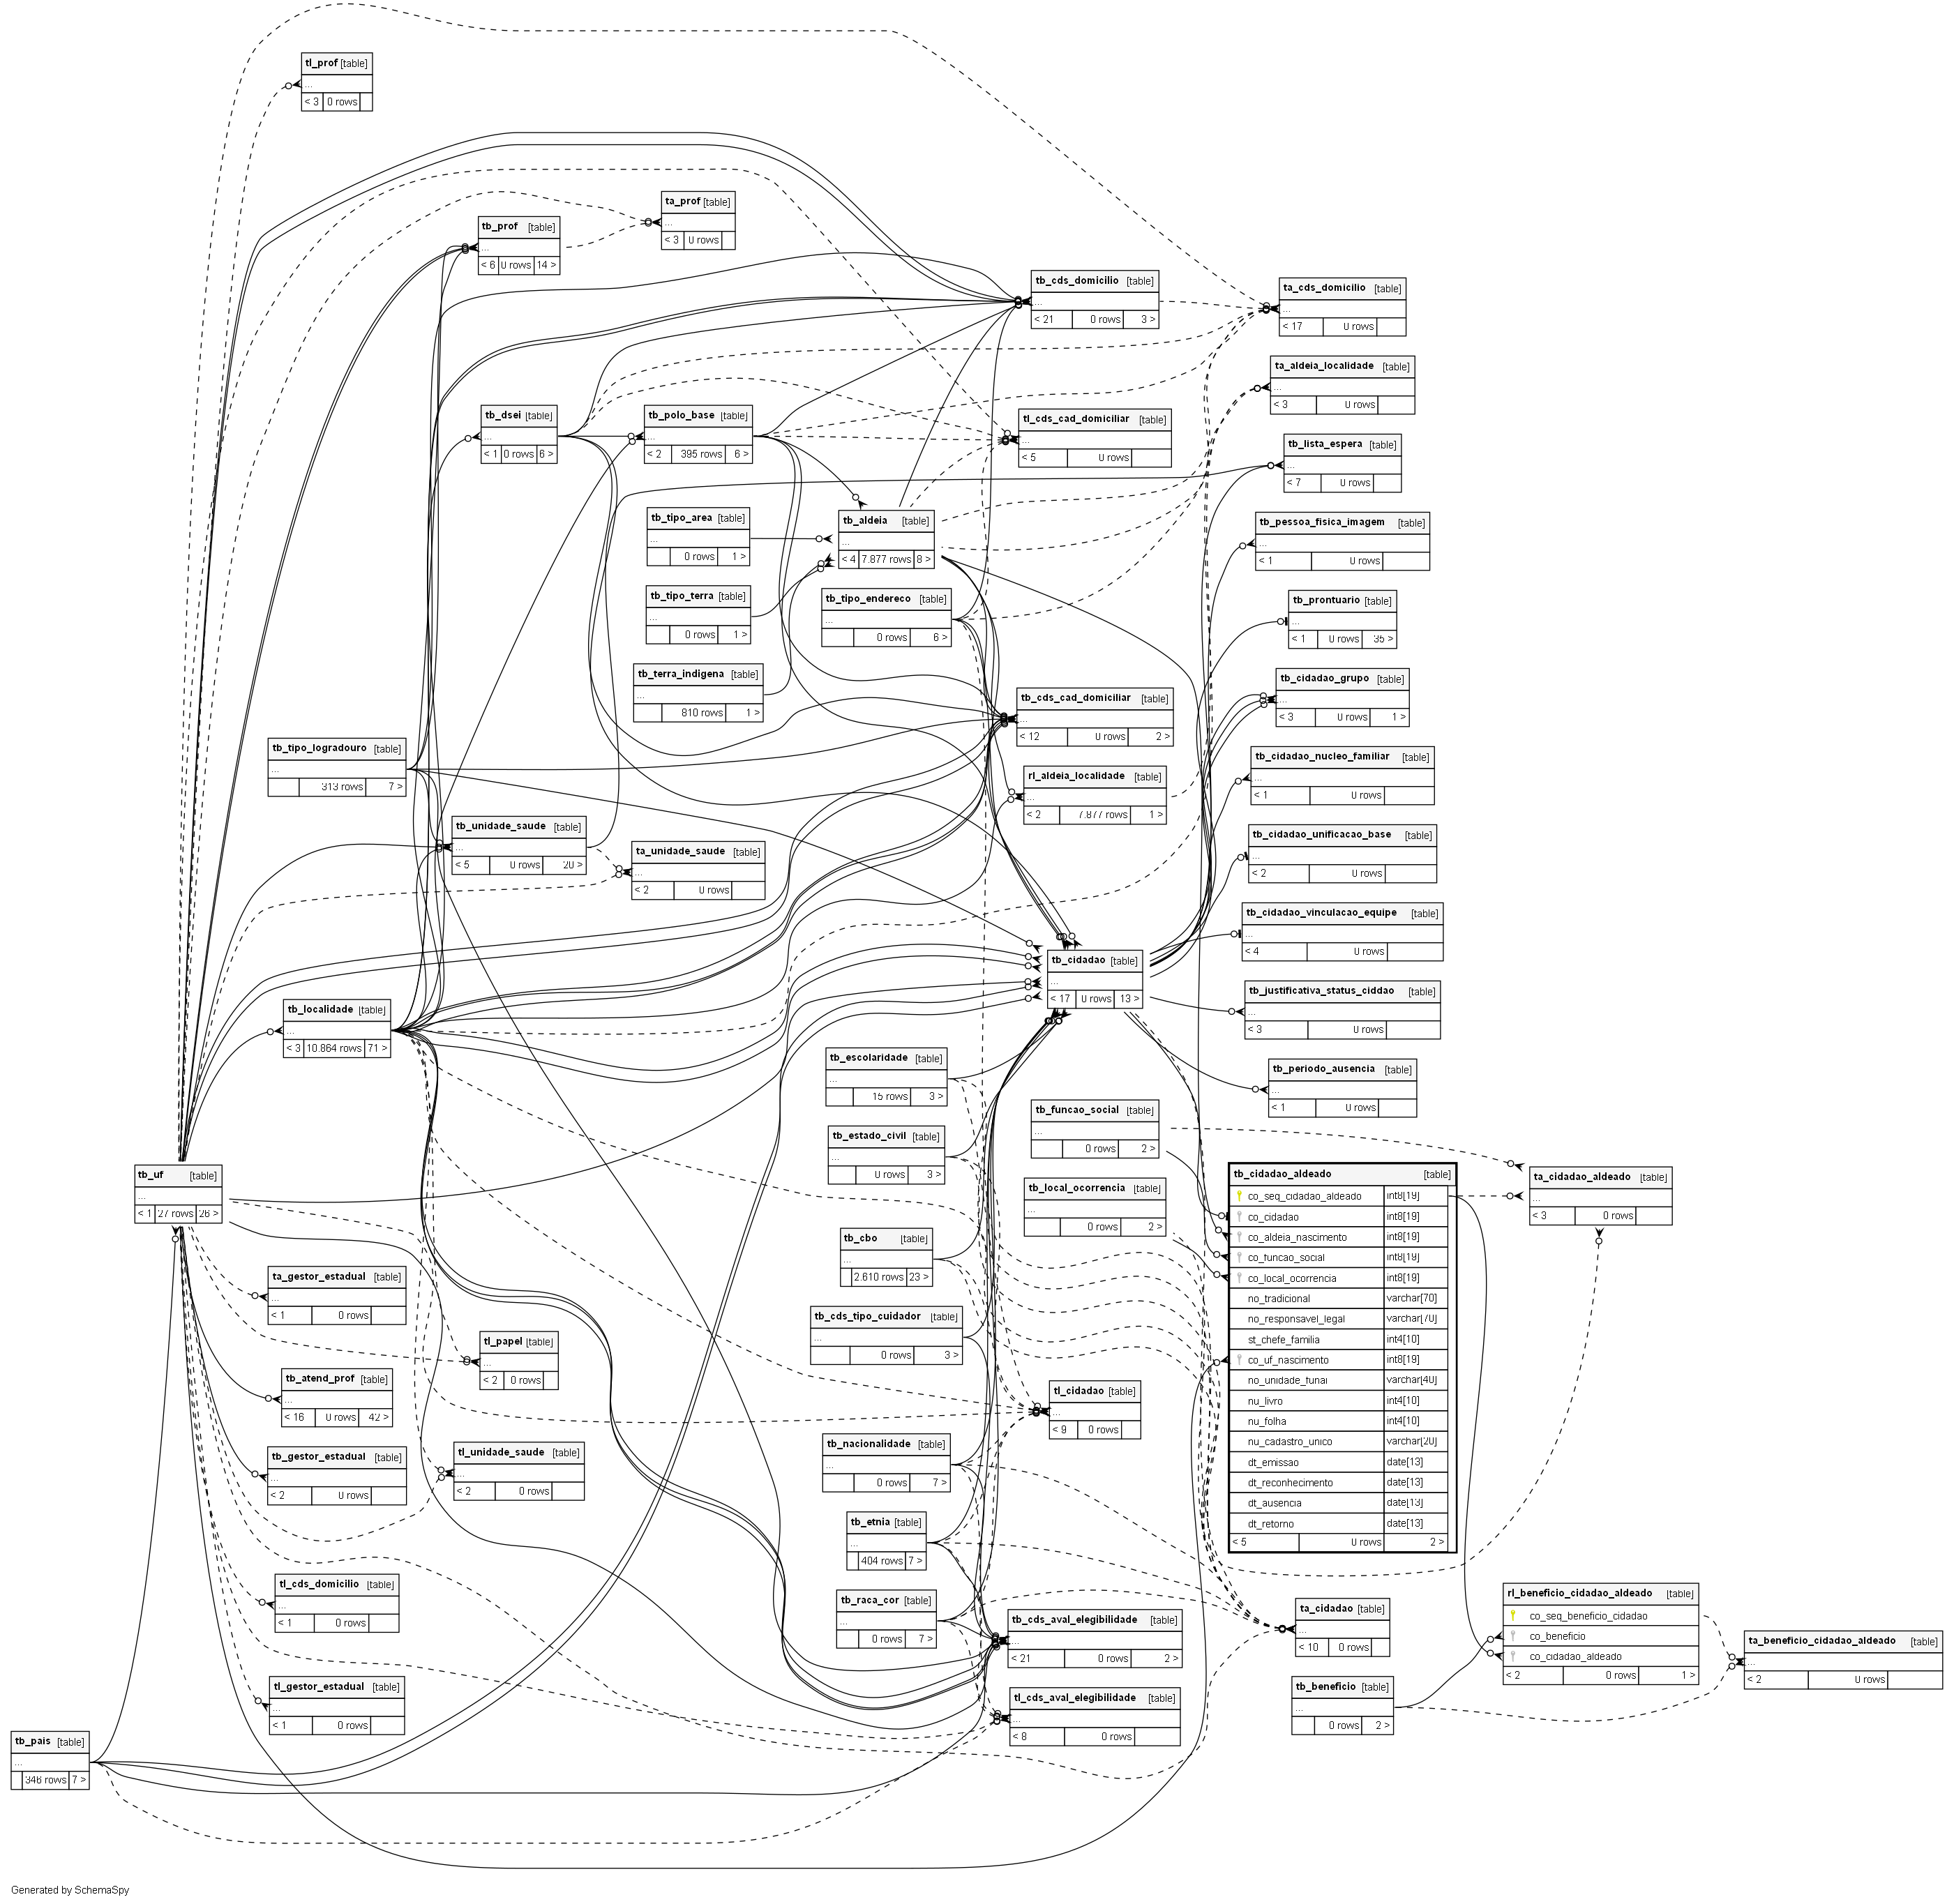 tl_prof [table]
...
< 3 0 rows
ta_prof [table]
...
< 3 0 rows
tb_prof [table]
...
< 6 0 rows 14 >
tb_cds_domicilio [table]
...
< 21 0 rows 3 >
ta_cds_domicilio [table]
...
< 17 0 rows
ta_aldeia_localidade [table]
...
< 3 0 rows
tb_dsei [table]
...
< 1 0 rows 6 >
tb_polo_base [table]
...
< 2 395 rows 6 >
tl_cds_cad_domiciliar [table]
...
< 5 0 rows
tb_lista_espera [table]
...
< 7 0 rows
tb_tipo_area [table]
...
0 rows 1 >
tb_aldeia [table]
...
< 4 7.877 rows 8 >
tb_pessoa_fisica_imagem [table]
...
< 1 0 rows
tb_tipo_terra [table]
...
0 rows 1 >
tb_tipo_endereco [table]
...
0 rows 6 >
tb_prontuario [table]
...
< 1 0 rows 35 >
tb_terra_indigena [table]
...
810 rows 1 >
tb_cds_cad_domiciliar [table]
...
< 12 0 rows 2 >
tb_cidadao_grupo [table]
...
< 3 0 rows 1 >
tb_tipo_logradouro [table]
...
313 rows 7 >
rl_aldeia_localidade [table]
...
< 2 7.877 rows 1 >
tb_cidadao_nucleo_familiar [table]
...
< 1 0 rows
tb_unidade_saude [table]
...
< 5 0 rows 20 >
ta_unidade_saude [table]
...
< 2 0 rows
tb_cidadao_unificacao_base [table]
...
< 2 0 rows
tb_cidadao_vinculacao_equipe [table]
...
< 4 0 rows
tb_cidadao [table]
...
< 17 0 rows 13 >
tb_localidade [table]
...
< 3 10.864 rows 71 >
tb_justificativa_status_ciddao [table]
...
< 3 0 rows
tb_escolaridade [table]
...
15 rows 3 >
tb_periodo_ausencia [table]
...
< 1 0 rows
tb_funcao_social [table]
...
0 rows 2 >
tb_estado_civil [table]
...
0 rows 3 >
tb_uf [table]
...
< 1 27 rows 26 >
tb_local_ocorrencia [table]
...
0 rows 2 >
tb_cidadao_aldeado [table]
co_seq_cidadao_aldeado int8[19]
co_cidadao int8[19]
co_aldeia_nascimento int8[19]
co_funcao_social int8[19]
co_local_ocorrencia int8[19]
no_tradicional varchar[70]
no_responsavel_legal varchar[70]
st_chefe_familia int4[10]
co_uf_nascimento int8[19]
no_unidade_funai varchar[40]
nu_livro int4[10]
nu_folha int4[10]
nu_cadastro_unico varchar[20]
dt_emissao date[13]
dt_reconhecimento date[13]
dt_ausencia date[13]
dt_retorno date[13]
< 5 0 rows 2 >
ta_cidadao_aldeado [table]
...
< 3 0 rows
tb_cbo [table]
...
2.610 rows 23 >
ta_gestor_estadual [table]
...
< 1 0 rows
tb_cds_tipo_cuidador [table]
...
0 rows 3 >
tl_papel [table]
...
< 2 0 rows
tb_atend_prof [table]
...
< 16 0 rows 42 >
tl_cidadao [table]
...
< 9 0 rows
tb_nacionalidade [table]
...
0 rows 7 >
tl_unidade_saude [table]
...
< 2 0 rows
tb_gestor_estadual [table]
...
< 2 0 rows
tb_etnia [table]
...
404 rows 7 >
tl_cds_domicilio [table]
...
< 1 0 rows
tb_raca_cor [table]
...
0 rows 7 >
tb_cds_aval_elegibilidade [table]
...
< 21 0 rows 2 >
ta_cidadao [table]
...
< 10 0 rows
rl_beneficio_cidadao_aldeado [table]
co_seq_beneficio_cidadao
co_beneficio
co_cidadao_aldeado
< 2 0 rows 1 >
ta_beneficio_cidadao_aldeado [table]
...
< 2 0 rows
tl_gestor_estadual [table]
...
< 1 0 rows
tl_cds_aval_elegibilidade [table]
...
< 8 0 rows
tb_beneficio [table]
...
0 rows 2 >
tb_pais [table]
...
346 rows 7 >
Generated by SchemaSpy